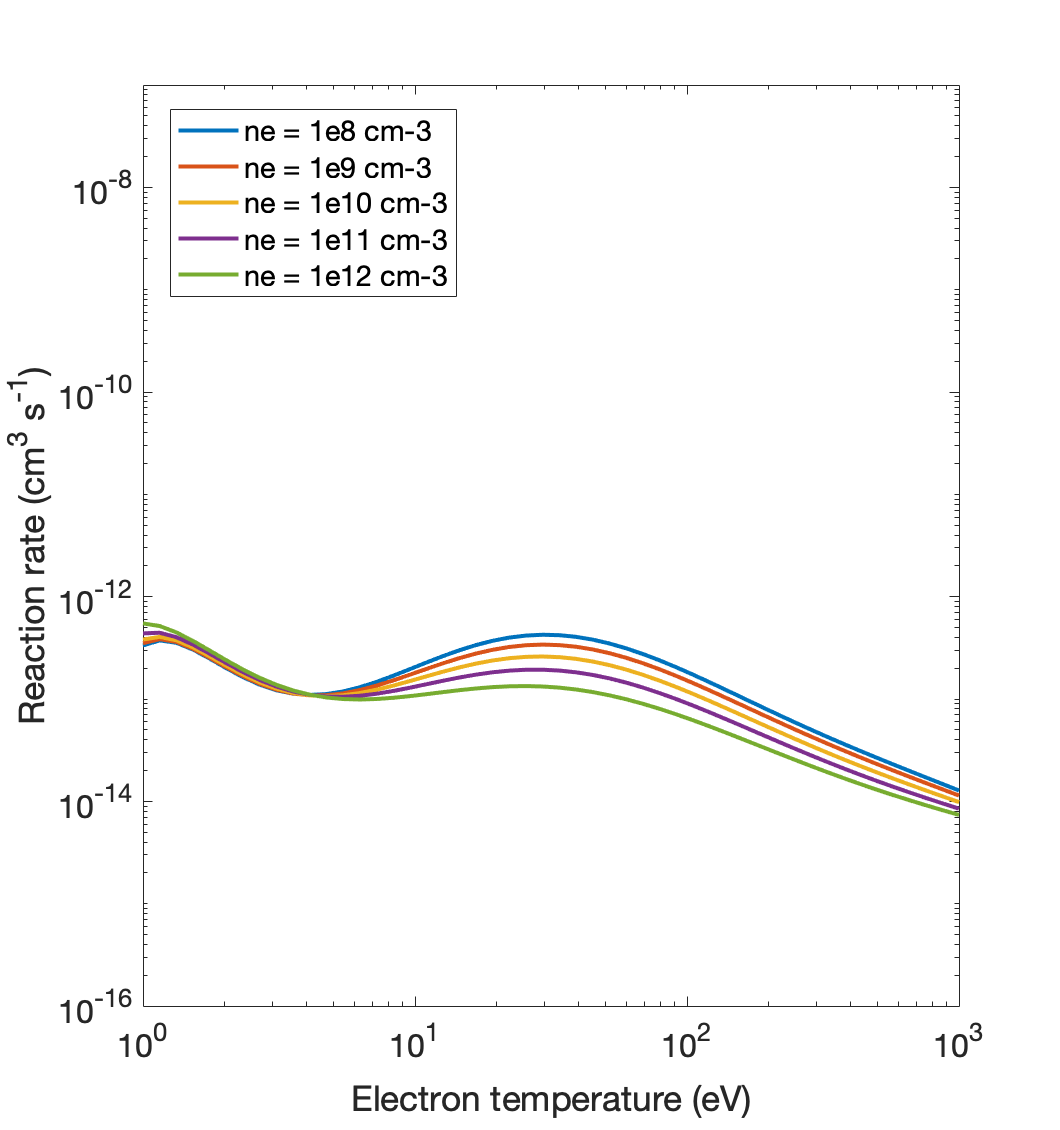 ne = 1e8 cm-3
ne = 1e9 cm-3
ne = 1e10 cm-3
ne = 1e11 cm-3
ne = 1e12 cm-3
10⁻⁸
10⁻¹⁰
10⁻¹²
10⁻¹⁴
10⁻¹⁶
Reaction rate (cm³ s⁻¹)
10⁰ 10¹ 10² 10³
Electron temperature (eV)